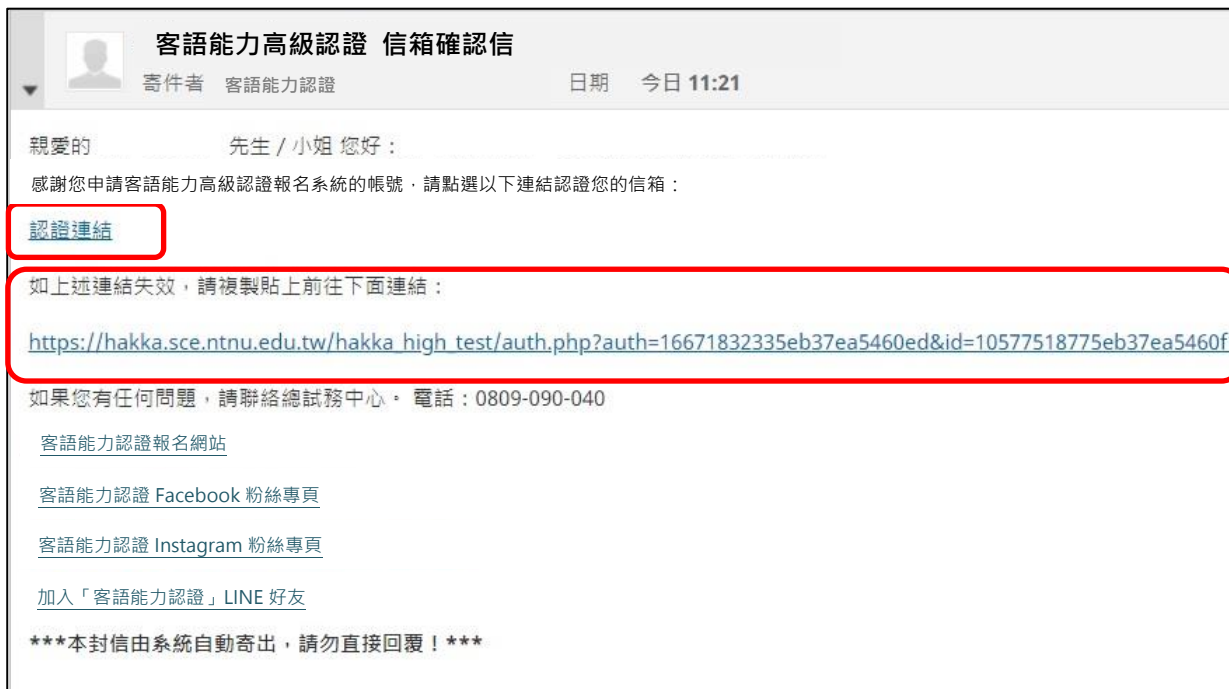 客語能力高級認證 信箱確認信
寄件者 客語能力認證 日期 今日 11:21
親愛的 先生 / 小姐 您好：
感謝您申請客語能力高級認證報名系統的帳號，請點選以下連結認證您的信箱：
認證連結
如上述連結失效，請複製貼上前往下面連結：
https://hakka.sce.ntnu.edu.tw/hakka_high_test/auth.php?auth=16671832335eb37ea5460ed&id=10577518775eb37ea5460f
如果您有任何問題，請聯絡總試務中心。 電話：0809-090-040
客語能力認證報名網站
客語能力認證 Facebook 粉絲專頁
客語能力認證 Instagram 粉絲專頁
加入「客語能力認證」LINE 好友
***本封信由系統自動寄出，請勿直接回覆！***